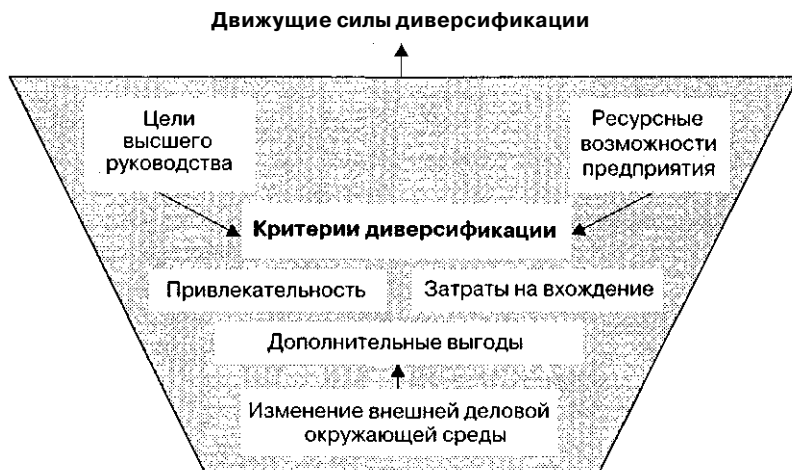 Движущие силы диверсификации
Цели
высшего
руководства
Ресурсные
возможности
предприятия
Критерии диверсификации
Привлекательность
Затраты на вхождение
Дополнительные выгоды
Изменение внешней деловой
окружающей среды